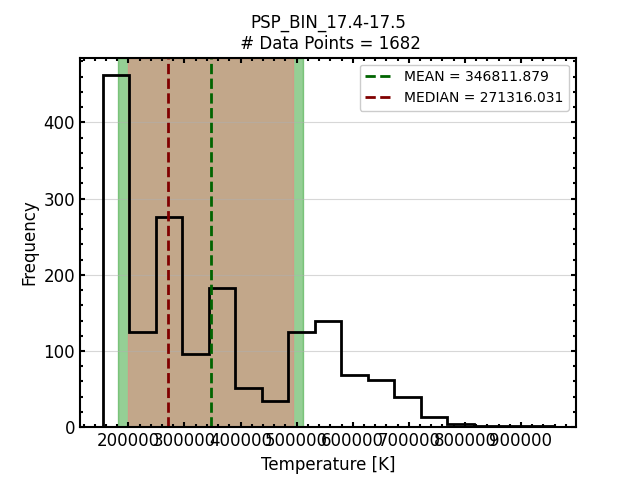 PSP_BIN_17.4-17.5
# Data Points = 1682
MEAN = 346811.879
MEDIAN = 271316.031
Frequency
400
300
200
100
0
200000 300000 400000 500000 600000 700000 800000 900000
Temperature [K]